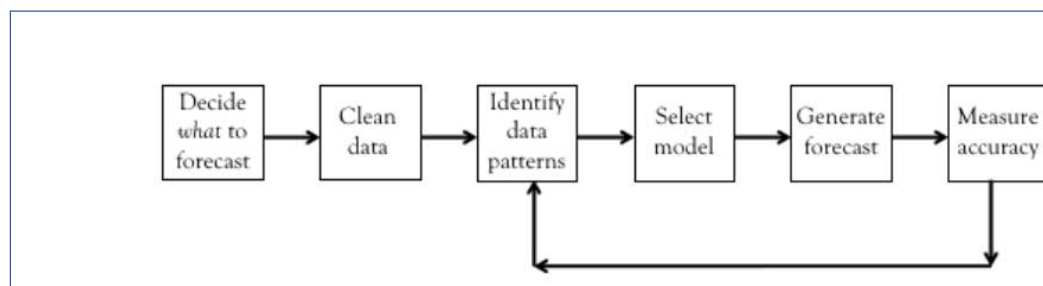 Decide
what to
forecast
Clean
data
Identify
data
patterns
Select
model
Generate
forecast
Measure
accuracy